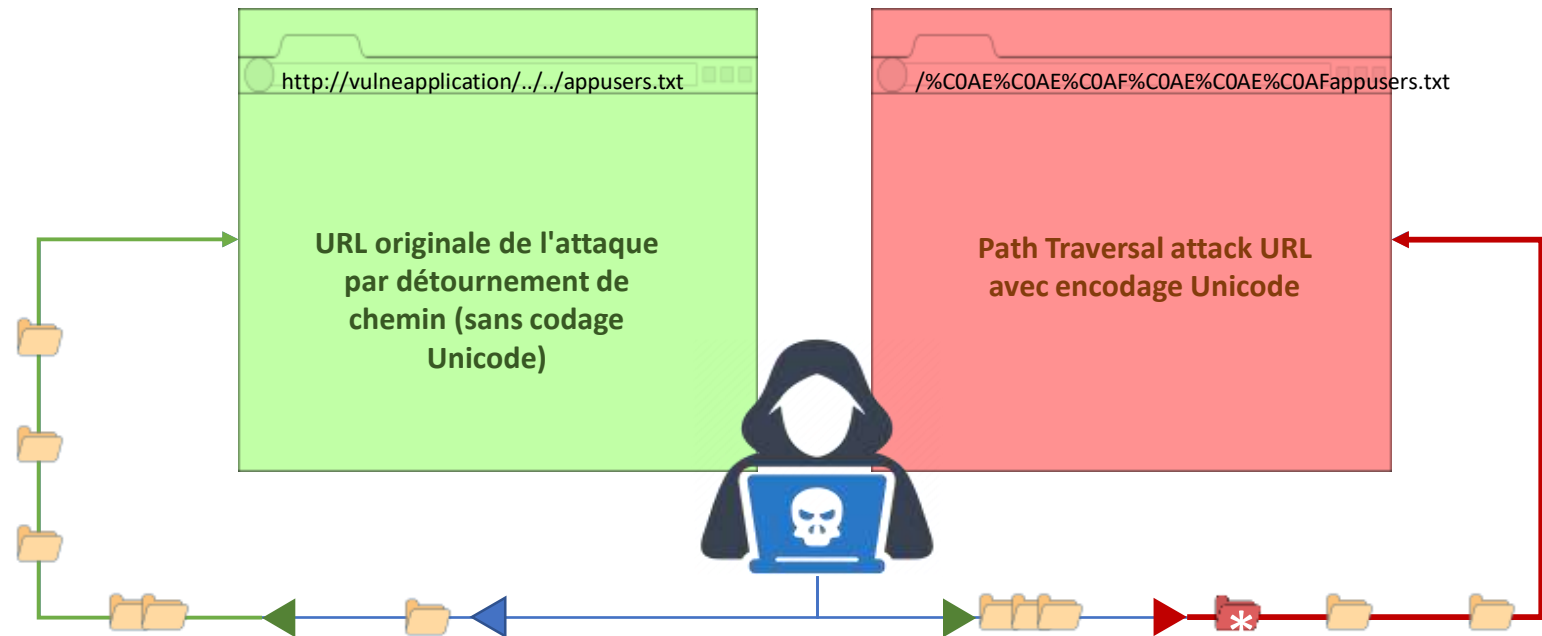 http://vulneapplication/../../appusers.txt
/%C0AE%C0AE%C0AF%C0AE%C0AE%C0AFappusers.txt
URL originale de l'attaque
par détournement de
chemin (sans codage
Unicode)
Path Traversal attack URL
avec encodage Unicode
*